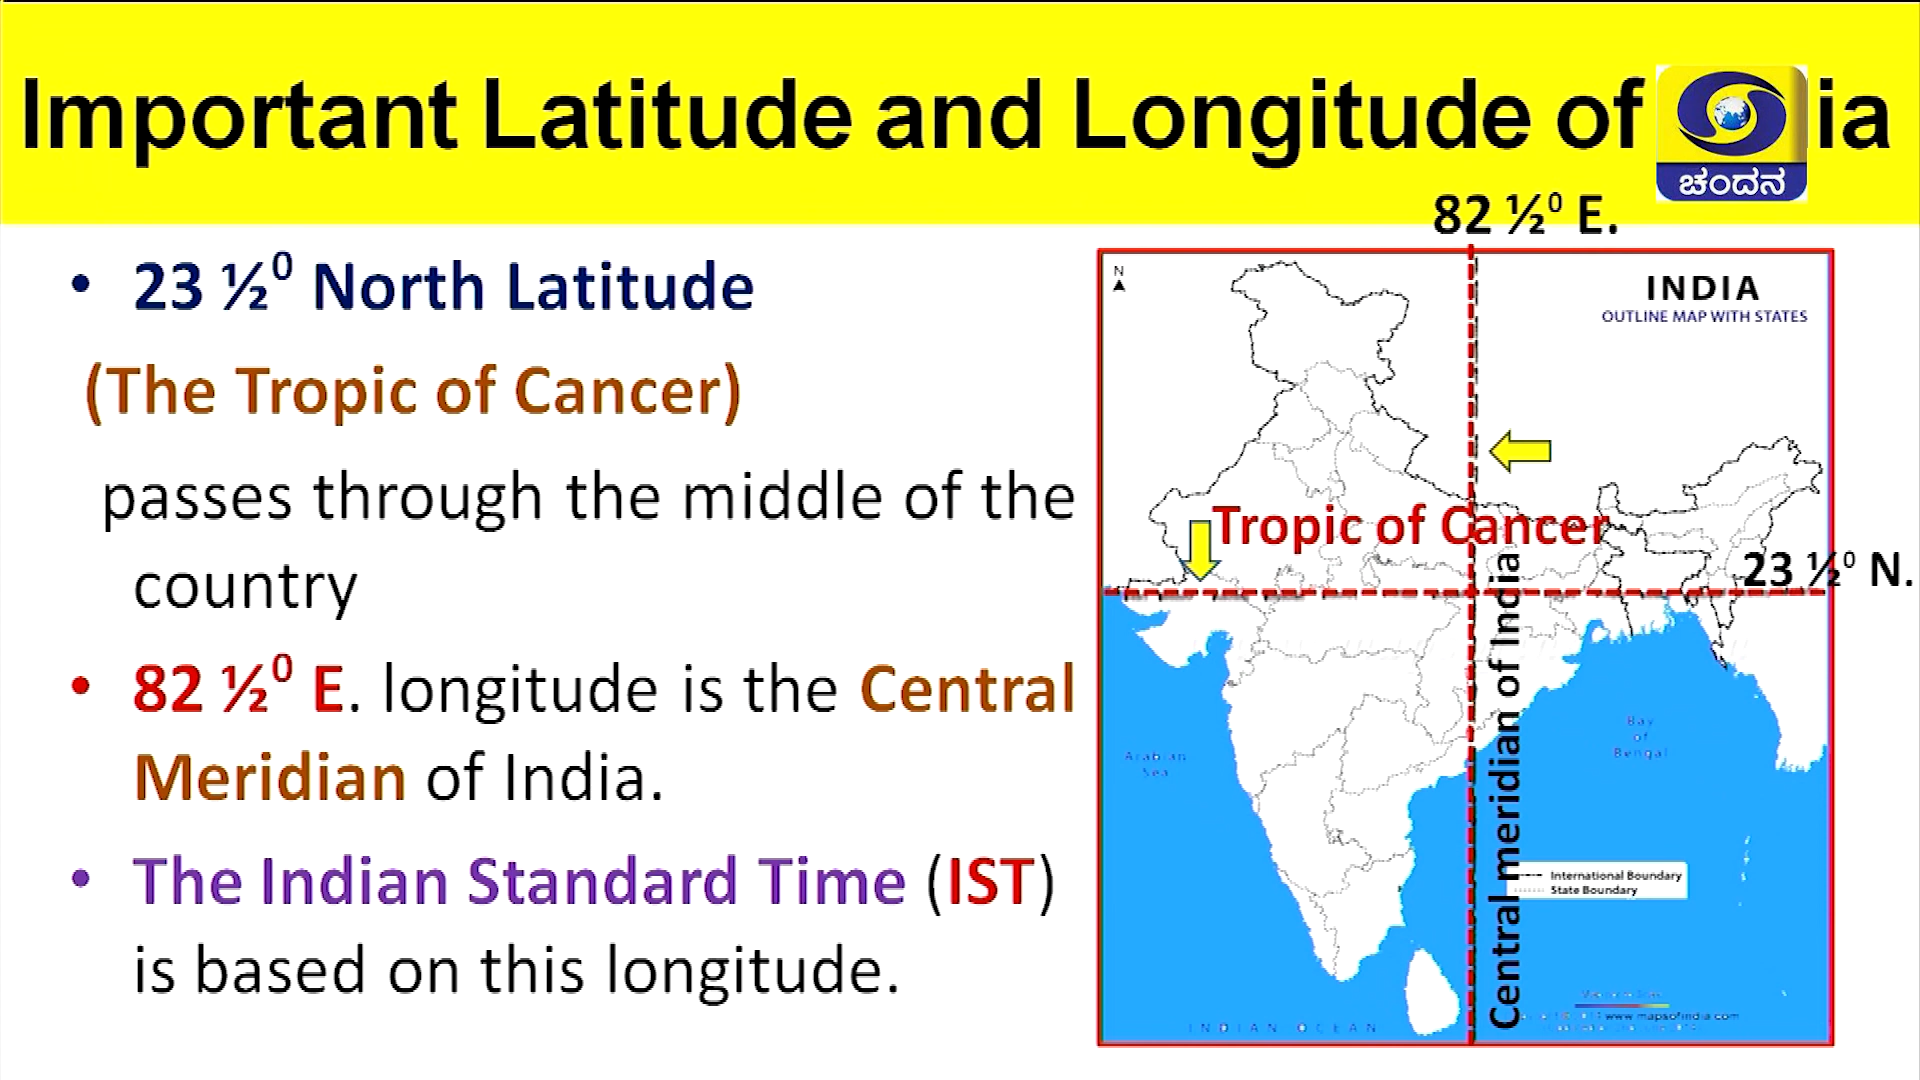 Important Latitude and Longitude of ia
ಚಂದನ
• 23 ½⁰ North Latitude
(The Tropic of Cancer)
passes through the middle of the
country
• 82 ½⁰ E. longitude is the Central
Meridian of India.
• The Indian Standard Time (IST)
is based on this longitude.
82 ½⁰ E.
N
INDIA
OUTLINE MAP WITH STATES
Tropic of Cancer
23 ½⁰ N.
Central meridian of India
Arabian
Sea
Bay
of
Bengal
International Boundary
State Boundary
www.mapsofindia.com
INDIAN OCEAN